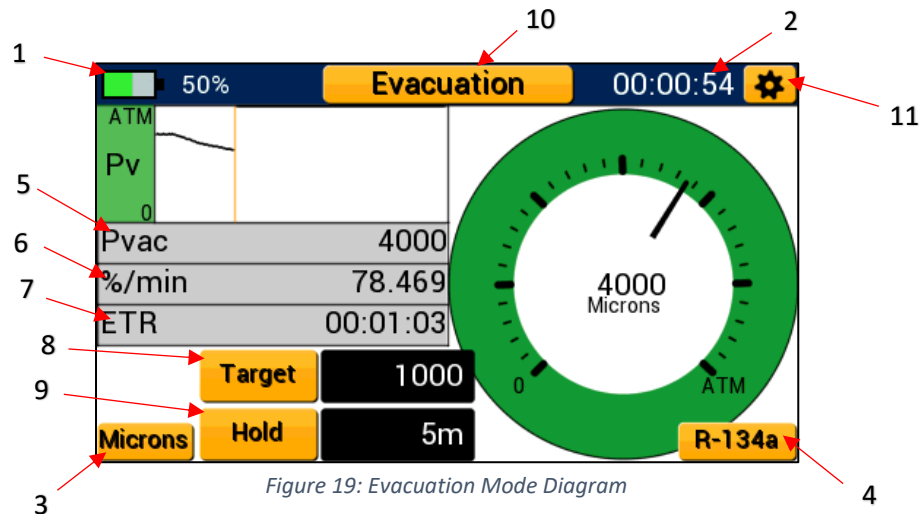 10
2
1
50%
Evacuation
00:00:54
11
ATM
Pv
0
5
Pvac 4000
6
%/min 78.469
7
ETR 00:01:03
4000
Microns
8
Target 1000
0
ATM
9
Hold 5m
Microns
R-134a
3
4
Figure 19: Evacuation Mode Diagram